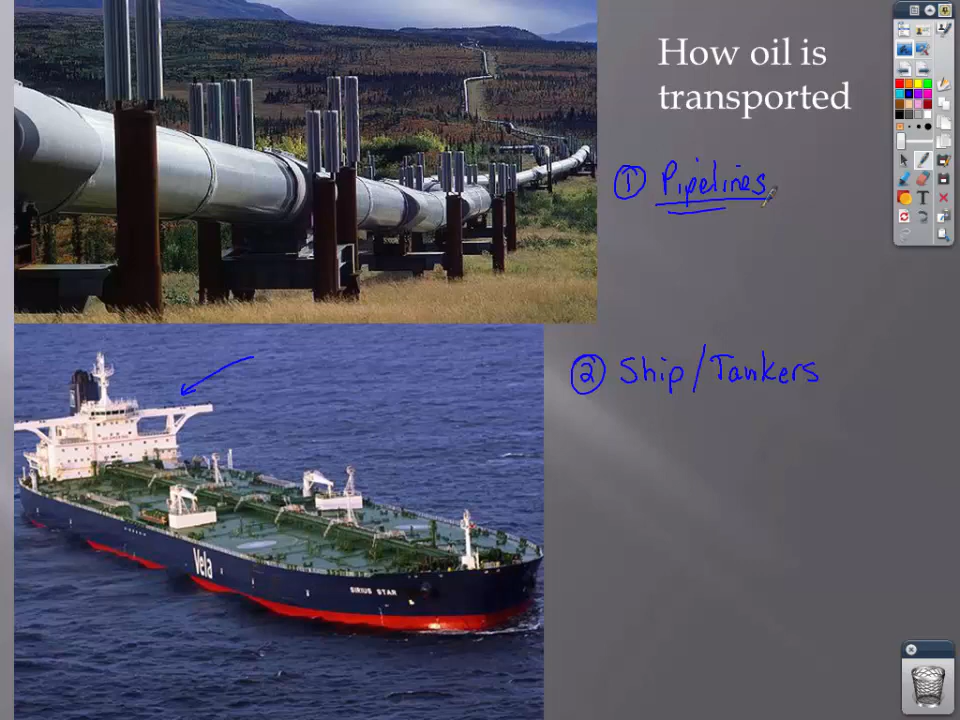 How oil is
transported
① Pipelines
② Ship/Tankers
Vela
SIRIUS STAR